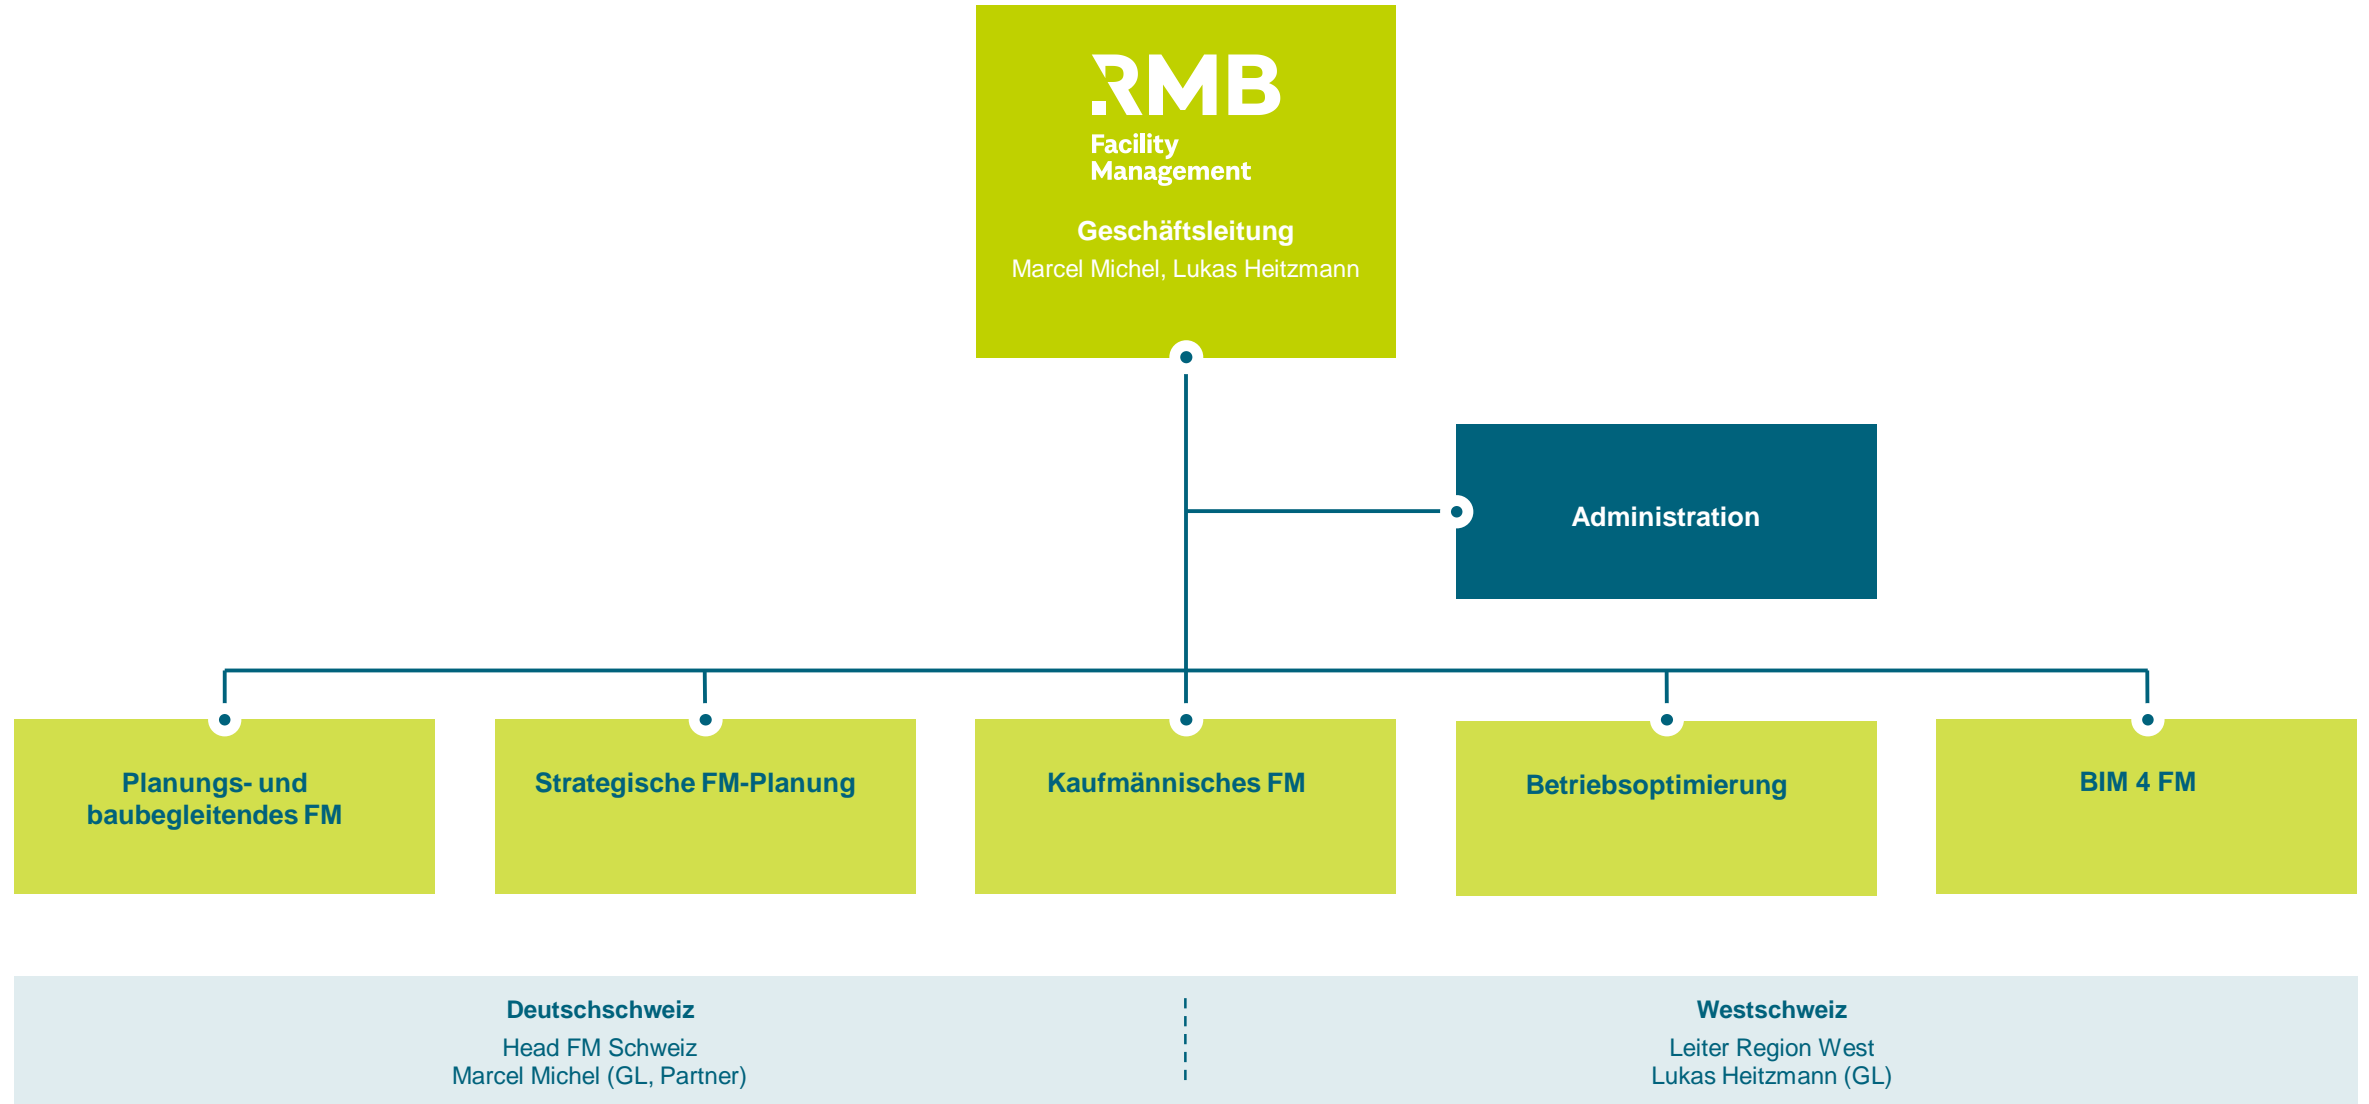 RMB
Facility
Management
Geschäftsleitung
Marcel Michel, Lukas Heitzmann
Administration
Planungs- und
baubegleitendes FM
Strategische FM-Planung
Kaufmännisches FM
Betriebsoptimierung
BIM 4 FM
Deutschschweiz
Head FM Schweiz
Marcel Michel (GL, Partner)
Westschweiz
Leiter Region West
Lukas Heitzmann (GL)